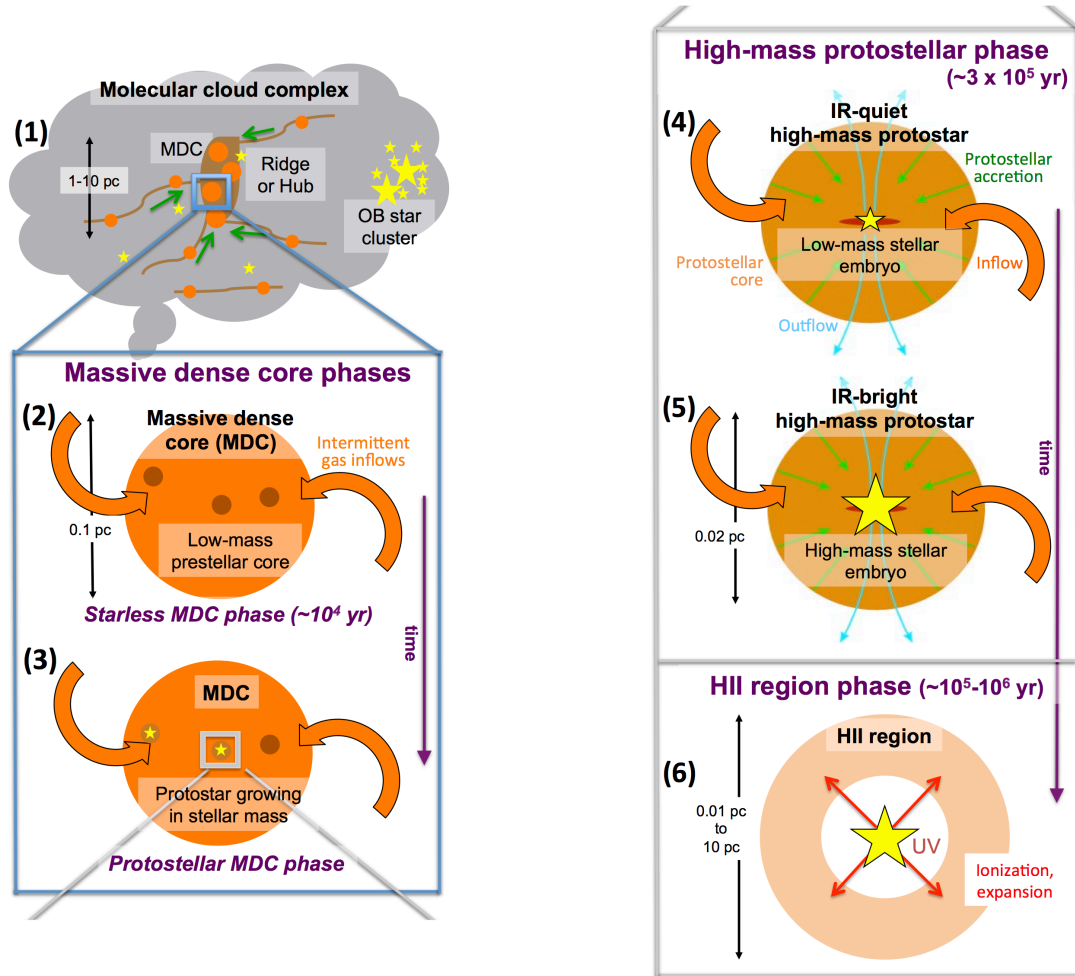 Molecular cloud complex
(1)
MDC
1-10 pc
Ridge
or Hub
OB star
cluster
Massive dense core phases
(2)
Massive dense
core (MDC)
Intermittent
gas inflows
0.1 pc
Low-mass
prestellar core
Starless MDC phase (~10⁴ yr)
time
(3)
MDC
Protostar growing
in stellar mass
Protostellar MDC phase
High-mass protostellar phase
(~3 x 10⁵ yr)
(4)
IR-quiet
high-mass protostar
Protostellar
accretion
Low-mass stellar
embryo
Protostellar
core
Inflow
Outflow
(5)
IR-bright
high-mass protostar
time
0.02 pc
High-mass stellar
embryo
HII region phase (~10⁵-10⁶ yr)
HII region
(6)
0.01 pc
to
10 pc
UV
Ionization,
expansion